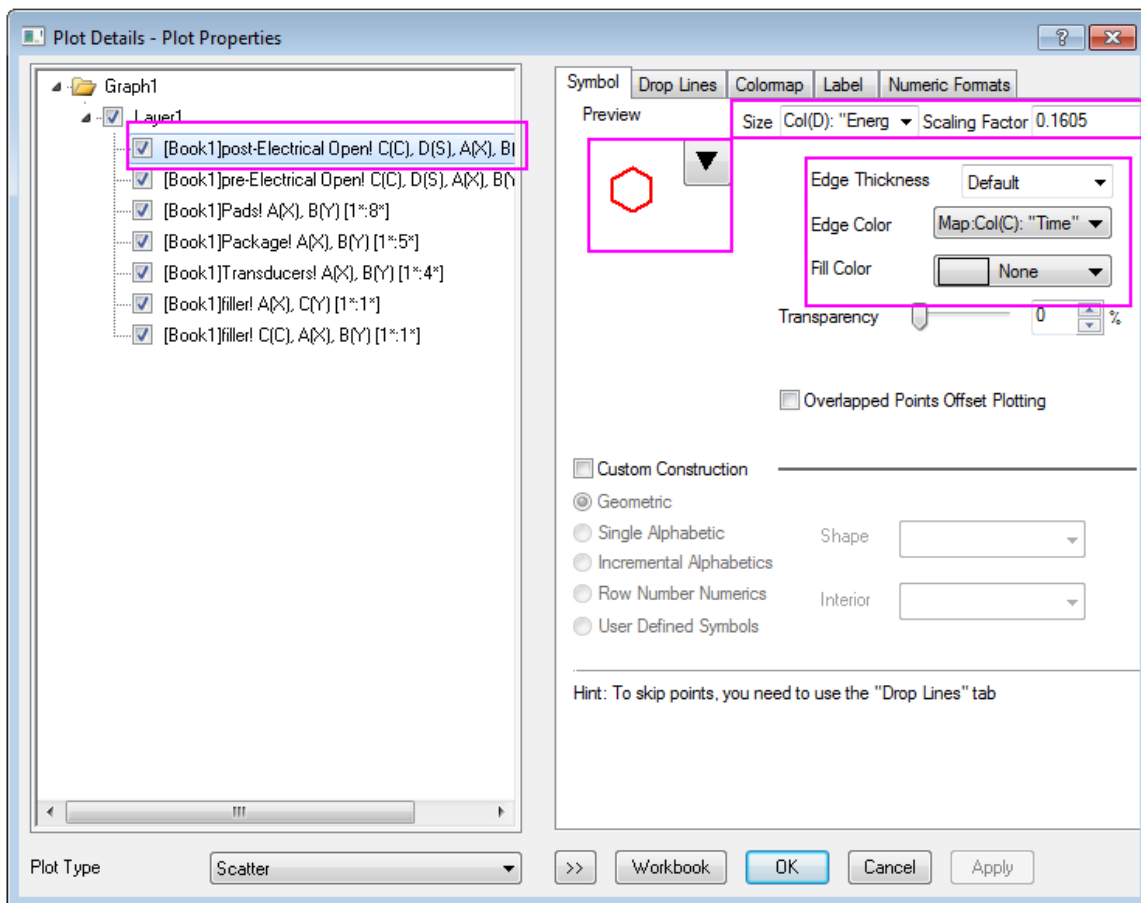 Plot Details - Plot Properties
Graph1
Layer1
[Book1]post-Electrical Open! C(C), D(S), A(X), B(
[Book1]pre-Electrical Open! C(C), D(S), A(X), B(Y
[Book1]Pads! A(X), B(Y) [1*:8*]
[Book1]Package! A(X), B(Y) [1*:5*]
[Book1]Transducers! A(X), B(Y) [1*:4*]
[Book1]filler! A(X), C(Y) [1*:1*]
[Book1]filler! C(C), A(X), B(Y) [1*:1*]
Plot Type Scatter
Symbol Drop Lines Colormap Label Numeric Formats
Preview
Size Col(D): "Energ Scaling Factor 0.1605
Edge Thickness Default
Edge Color Map:Col(C): "Time"
Fill Color None
Transparency 0 %
Overlapped Points Offset Plotting
Custom Construction
Geometric
Single Alphabetic
Incremental Alphabetics
Row Number Numerics
User Defined Symbols
Shape
Interior
Hint: To skip points, you need to use the "Drop Lines" tab
>> Workbook OK Cancel Apply